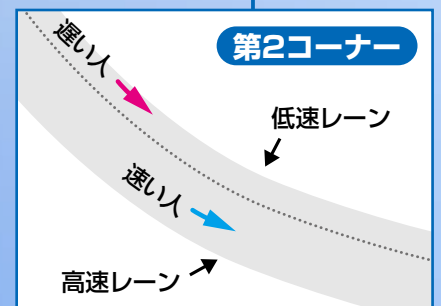 第2コーナー
遅い人
低速レーン
速い人
高速レーン